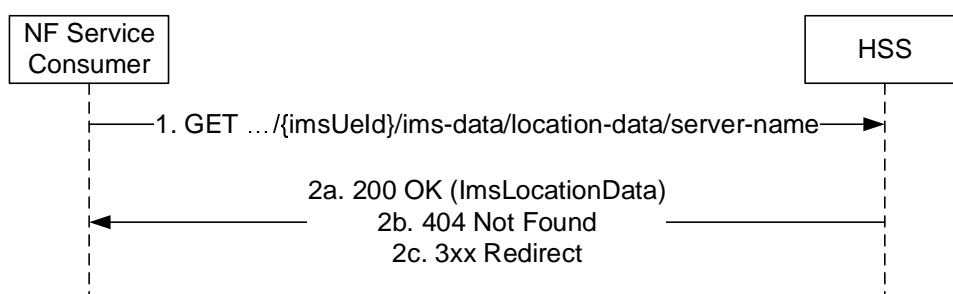 NF Service
Consumer
HSS
1. GET …/{imsUeId}/ims-data/location-data/server-name
2a. 200 OK (ImsLocationData)
2b. 404 Not Found
2c. 3xx Redirect